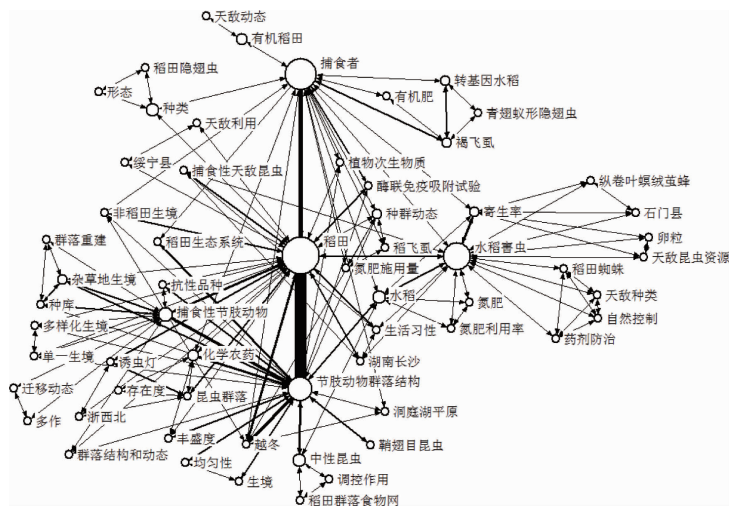 天敌动态
有机稻田
稻田隐翅虫
捕食者
转基因水稻
形态
有机肥
种类
青翅蚁形隐翅虫
天敌利用
褐飞虱
绥宁县
植物次生物质
捕食性天敌昆虫
酶联免疫吸附试验
纵卷叶螟绒茧蜂
非稻田生境
种群动态
寄生率
石门县
群落重建
稻田生态系统
稻田
稻飞虱
水稻害虫
卵粒
天敌昆虫资源
氮肥施用量
稻田蜘蛛
杂草地生境
抗性品种
水稻
氮肥
天敌种类
种库
捕食性节肢动物
自然控制
多样化生境
生活习性
氮肥利用率
药剂防治
单一生境
诱虫灯
化学农药
湖南长沙
节肢动物群落结构
迁移动态
存在度
昆虫群落
多作
浙西北
洞庭湖平原
丰盛度
越冬
鞘翅目昆虫
群落结构和动态
均匀性
中性昆虫
生境
调控作用
稻田群落食物网